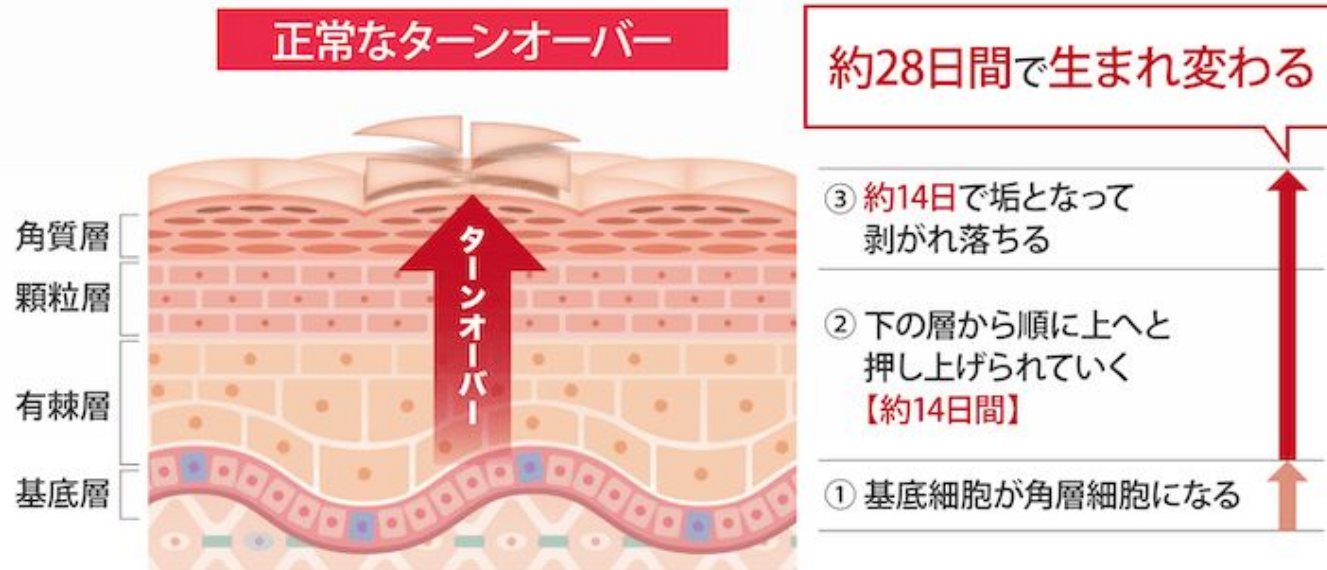 正常なターンオーバー
約28日間で生まれ変わる
角質層
顆粒層
有棘層
基底層
ターンオーバー
③ 約14日で垢となって
剥がれ落ちる
② 下の層から順に上へと
押し上げられていく
【約14日間】
① 基底細胞が角層細胞になる